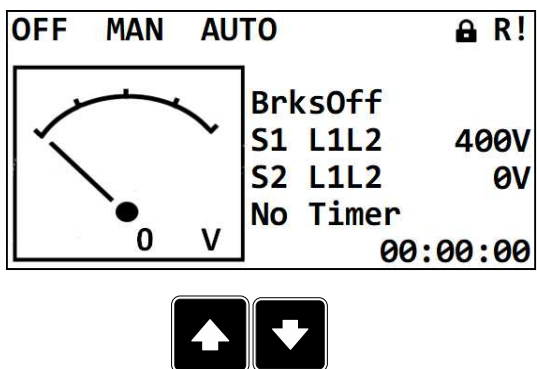 OFF MAN AUTO R!
BrksOff
S1 L1L2 400V
S2 L1L2 0V
No Timer
00:00:00
0 V